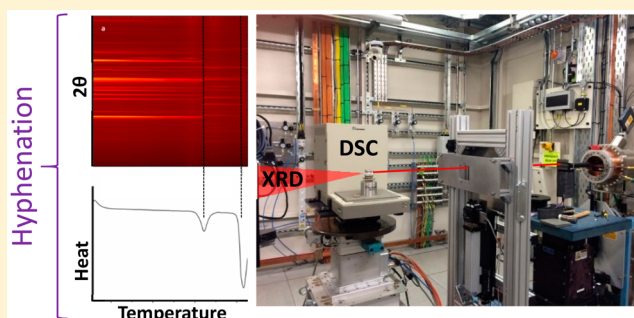 Hyphenation
a
2θ
Heat
Temperature
DSC
XRD